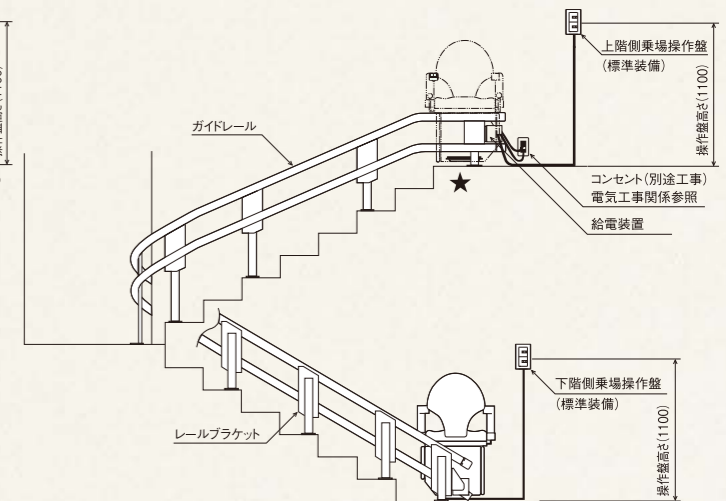 上階側乗場操作盤
(標準装備)
操作盤高さ(1100)
ガイドレール
コンセント(別途工事)
電気工事関係参照
給電装置
★
下階側乗場操作盤
(標準装備)
操作盤高さ(1100)
レールブラケット